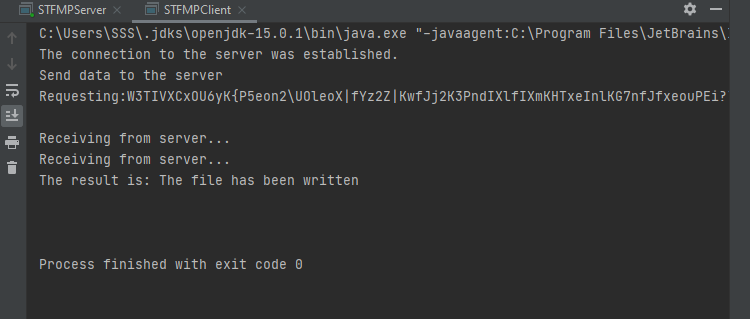 STFMPServer × STFMPClient ×
C:\Users\SSS\.jdks\openjdk-15.0.1\bin\java.exe "-javaagent:C:\Program Files\JetBrains\
The connection to the server was established.
Send data to the server
Requesting:W3TIVXCxOU6yK{P5eon2\UOleoX|fYz2Z|KwfJj2K3PndIXlfIXmKHTxeInlKG7nfJfxeouPEi?
Receiving from server...
Receiving from server...
The result is: The file has been written
Process finished with exit code 0